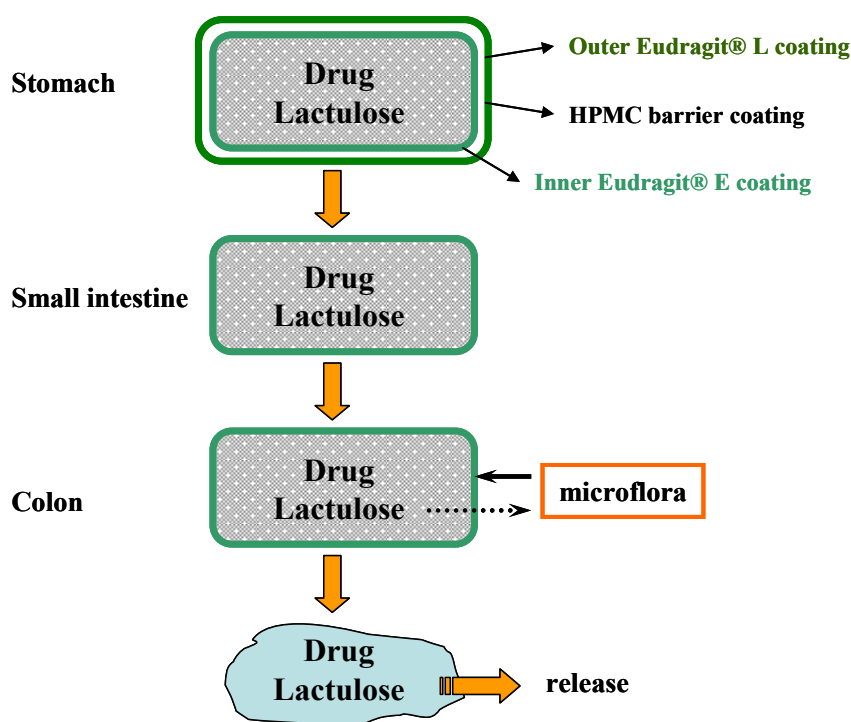 Stomach
Drug
Lactulose
Outer Eudragit® L coating
HPMC barrier coating
Inner Eudragit® E coating
Small intestine
Drug
Lactulose
Colon
Drug
Lactulose
microflora
Drug
Lactulose
release